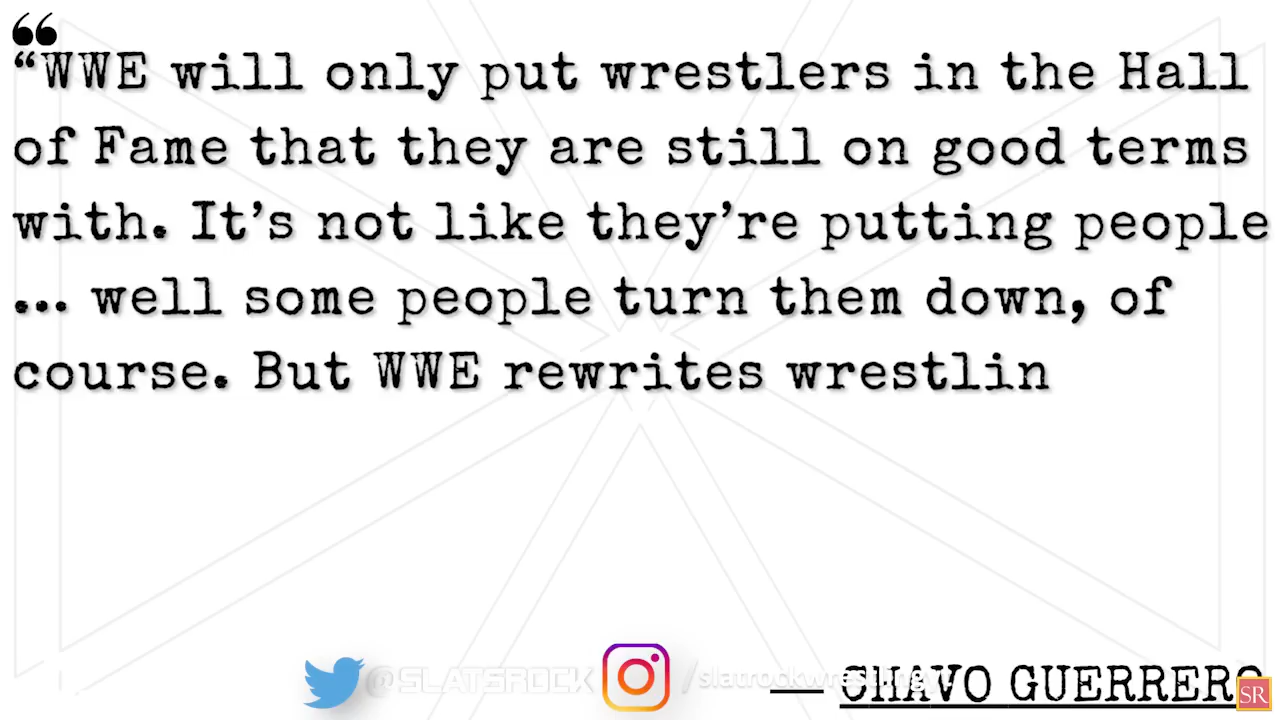 “WWE will only put wrestlers in the Hall
of Fame that they are still on good terms
with. It’s not like they’re putting people
... well some people turn them down, of
course. But WWE rewrites wrestlin
@SLATSROCK /slatrockwrestlingyt — CHAVO GUERRERO
SR